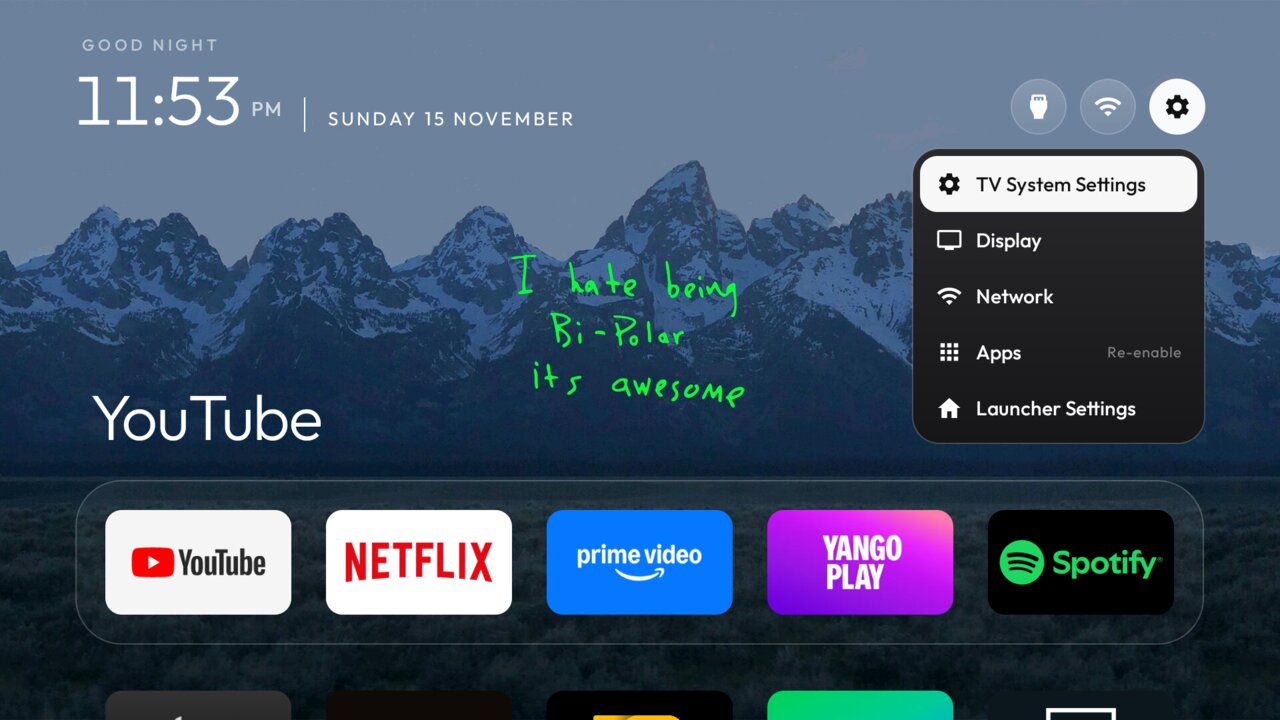 GOOD NIGHT
11:53 PM
SUNDAY 15 NOVEMBER
TV System Settings
Display
Network
Apps Re-enable
Launcher Settings
I hate being
Bi-Polar
its awesome
YouTube
YouTube
NETFLIX
prime video
YANGO
PLAY
Spotify